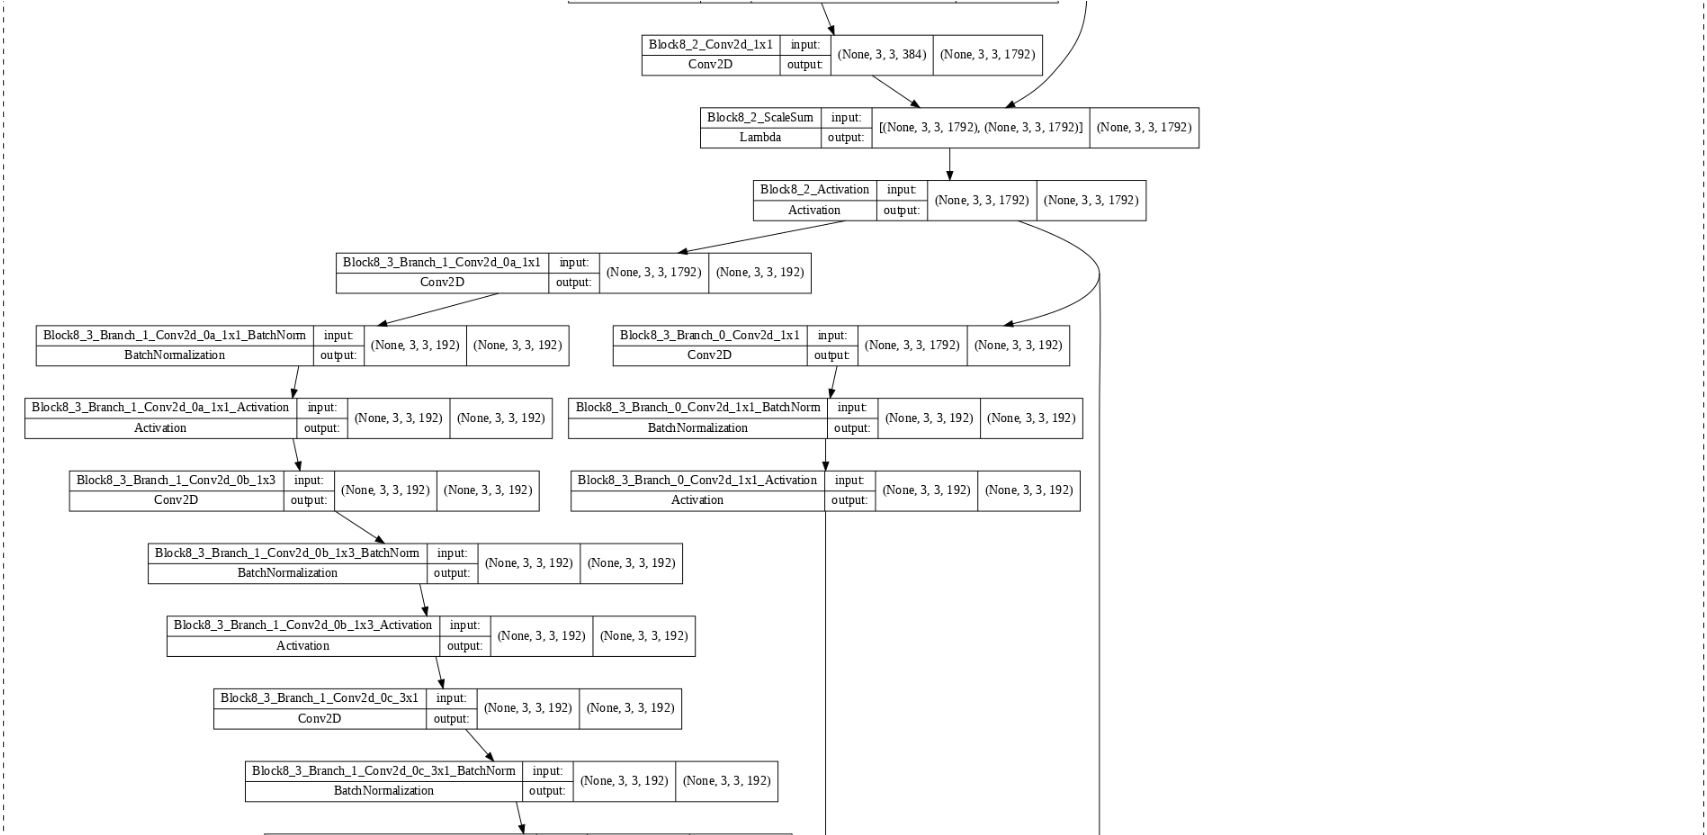 Block8_2_Conv2d_1x1 input: (None, 3, 3, 384) (None, 3, 3, 1792)
Conv2D output:
Block8_2_ScaleSum input: [(None, 3, 3, 1792), (None, 3, 3, 1792)] (None, 3, 3, 1792)
Lambda output:
Block8_2_Activation input: (None, 3, 3, 1792) (None, 3, 3, 1792)
Activation output:
Block8_3_Branch_1_Conv2d_0a_1x1 input: (None, 3, 3, 1792) (None, 3, 3, 192)
Conv2D output:
Block8_3_Branch_1_Conv2d_0a_1x1_BatchNorm input: (None, 3, 3, 192) (None, 3, 3, 192)
BatchNormalization output:
Block8_3_Branch_0_Conv2d_1x1 input: (None, 3, 3, 1792) (None, 3, 3, 192)
Conv2D output:
Block8_3_Branch_1_Conv2d_0a_1x1_Activation input: (None, 3, 3, 192) (None, 3, 3, 192)
Activation output:
Block8_3_Branch_0_Conv2d_1x1_BatchNorm input: (None, 3, 3, 192) (None, 3, 3, 192)
BatchNormalization output:
Block8_3_Branch_1_Conv2d_0b_1x3 input: (None, 3, 3, 192) (None, 3, 3, 192)
Conv2D output:
Block8_3_Branch_0_Conv2d_1x1_Activation input: (None, 3, 3, 192) (None, 3, 3, 192)
Activation output:
Block8_3_Branch_1_Conv2d_0b_1x3_BatchNorm input: (None, 3, 3, 192) (None, 3, 3, 192)
BatchNormalization output:
Block8_3_Branch_1_Conv2d_0b_1x3_Activation input: (None, 3, 3, 192) (None, 3, 3, 192)
Activation output:
Block8_3_Branch_1_Conv2d_0c_3x1 input: (None, 3, 3, 192) (None, 3, 3, 192)
Conv2D output:
Block8_3_Branch_1_Conv2d_0c_3x1_BatchNorm input: (None, 3, 3, 192) (None, 3, 3, 192)
BatchNormalization output: